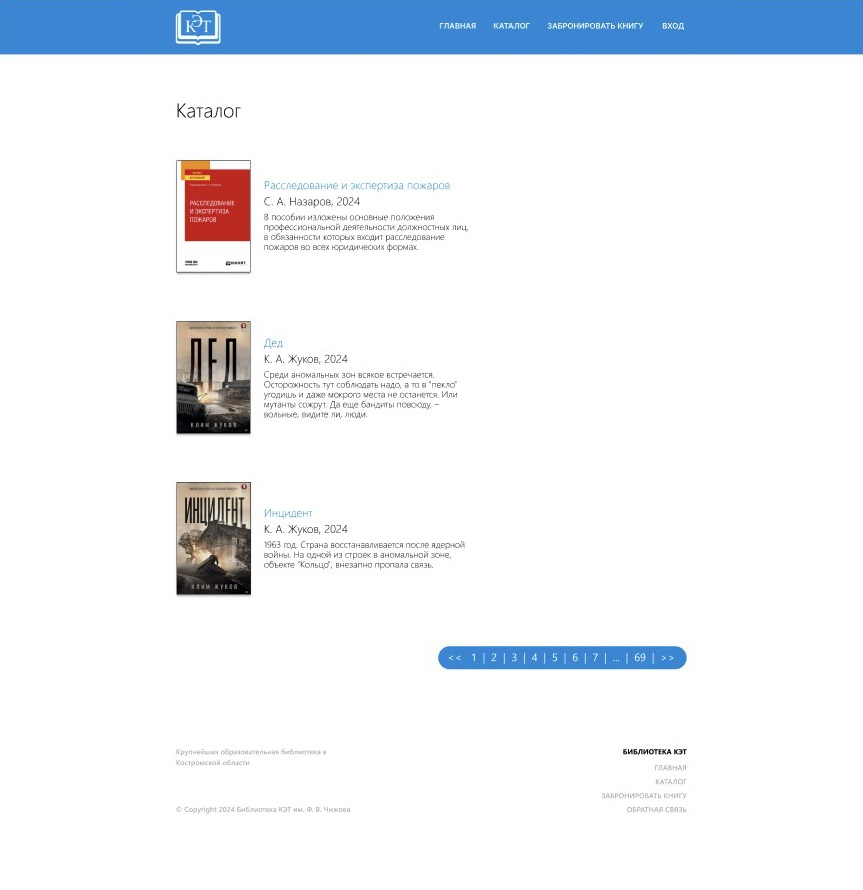 КЭТ
ГЛАВНАЯ КАТАЛОГ ЗАБРОНИРОВАТЬ КНИГУ ВХОД
Каталог
РАССЛЕДОВАНИЕ
И ЭКСПЕРТИЗА
ПОЖАРОВ
юрайт
Расследование и экспертиза пожаров
С. А. Назаров, 2024
В пособии изложены основные положения
профессиональной деятельности должностных лиц,
в обязанности которых входит расследование
пожаров во всех юридических формах.
ДЕД
КЛИМ ЖУКОВ
Дед
К. А. Жуков, 2024
Среди аномальных зон всякое встречается.
Осторожность тут соблюдать надо, а то в "пекло"
угодишь и даже мокрого места не останется. Или
мутанты сожрут. Да еще бандиты повсюду, –
вольные, видите ли, люди.
ИНЦИДЕНТ
КЛИМ ЖУКОВ
Инцидент
К. А. Жуков, 2024
1963 год. Страна восстанавливается после ядерной
войны. На одной из строек в аномальной зоне,
объекте "Кольцо", внезапно пропала связь.
<< 1 | 2 | 3 | 4 | 5 | 6 | 7 | ... | 69 | >>
Крупнейшая образовательная библиотека в
Костромской области
© Copyright 2024 Библиотека КЭТ им. Ф. В. Чижова
БИБЛИОТЕКА КЭТ
ГЛАВНАЯ
КАТАЛОГ
ЗАБРОНИРОВАТЬ КНИГУ
ОБРАТНАЯ СВЯЗЬ